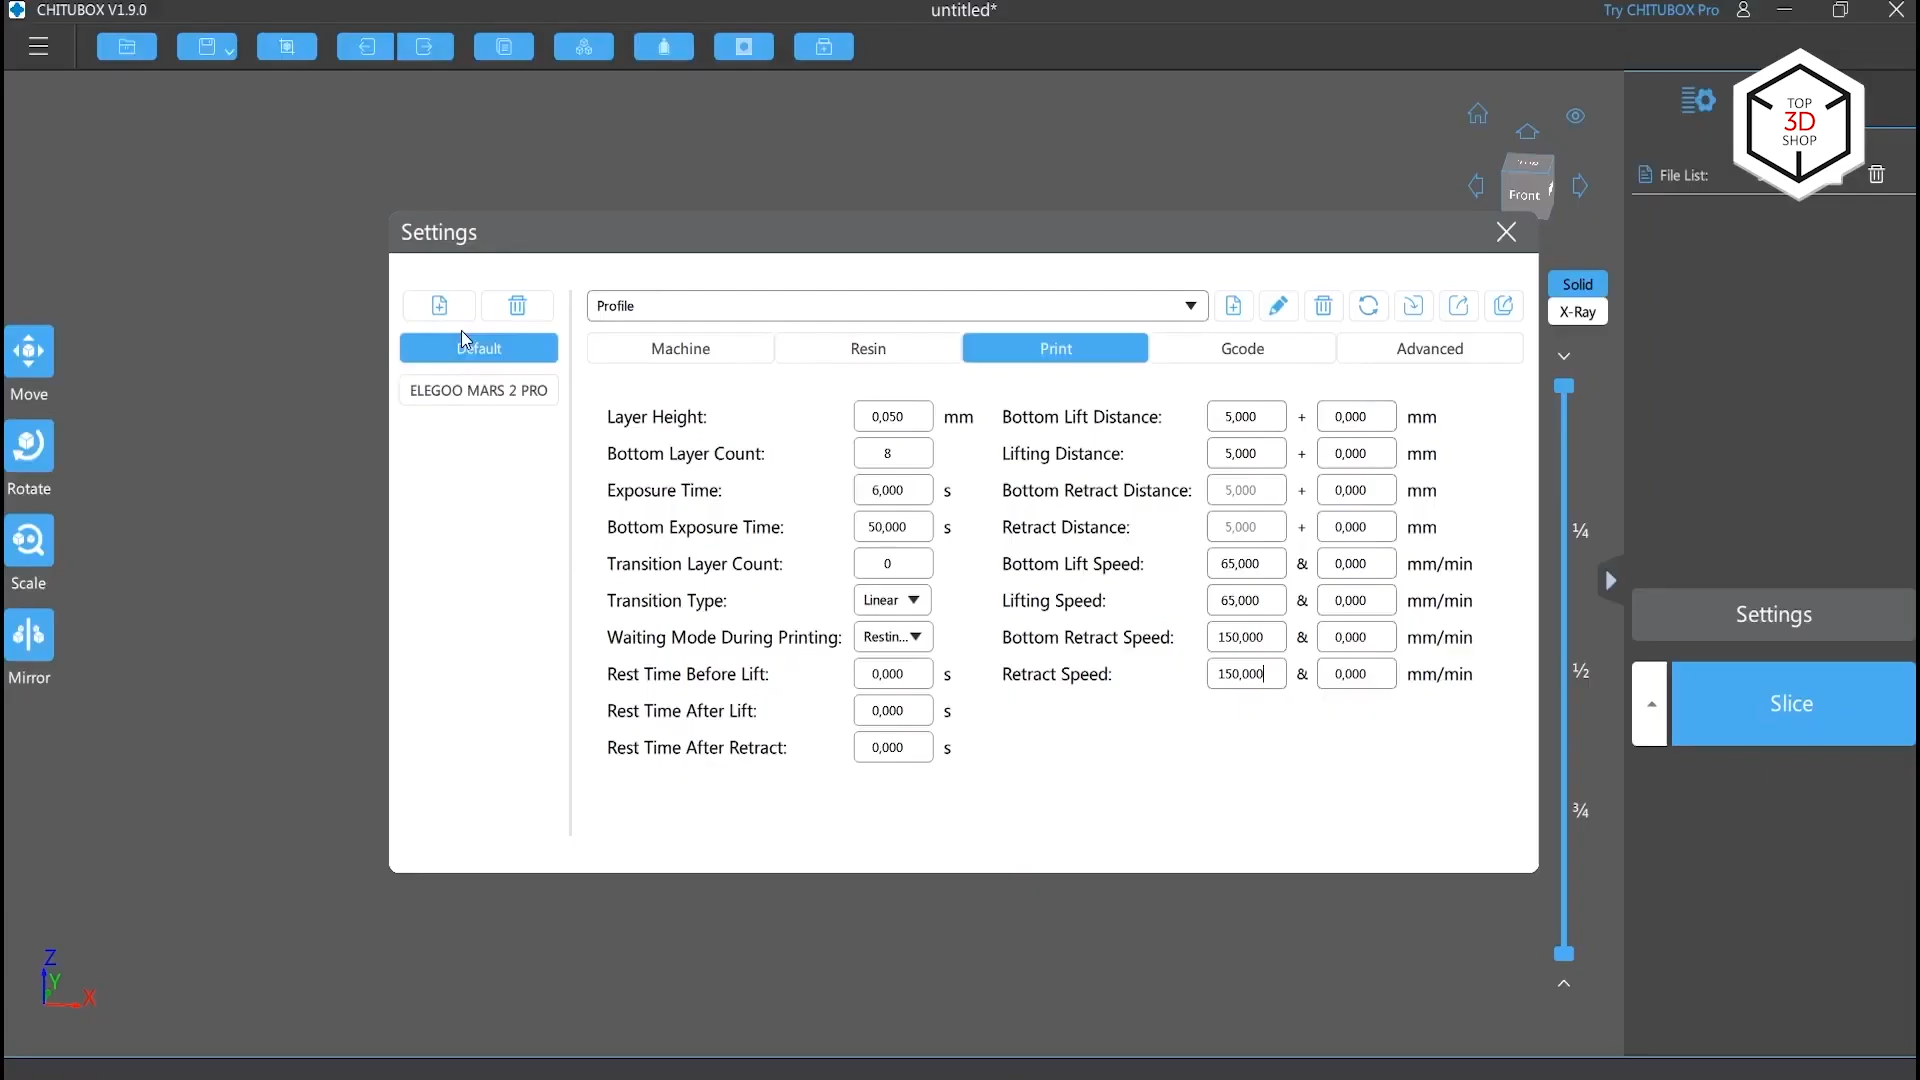 CHITUBOX V1.9.0
untitled*
Try CHITUBOX Pro
TOP
3D
SHOP
File List:
Front
Settings
Solid
X-Ray
Profile
Default
ELEGOO MARS 2 PRO
Machine
Resin
Print
Gcode
Advanced
Layer Height: 0,050 mm
Bottom Layer Count: 8
Exposure Time: 6,000 s
Bottom Exposure Time: 50,000 s
Transition Layer Count: 0
Transition Type: Linear
Waiting Mode During Printing: Restin...
Rest Time Before Lift: 0,000 s
Rest Time After Lift: 0,000 s
Rest Time After Retract: 0,000 s
Bottom Lift Distance: 5,000 + 0,000 mm
Lifting Distance: 5,000 + 0,000 mm
Bottom Retract Distance: 5,000 + 0,000 mm
Retract Distance: 5,000 + 0,000 mm
Bottom Lift Speed: 65,000 & 0,000 mm/min
Lifting Speed: 65,000 & 0,000 mm/min
Bottom Retract Speed: 150,000 & 0,000 mm/min
Retract Speed: 150,000 & 0,000 mm/min
Move
Rotate
Scale
Mirror
¼
½
¾
Settings
Slice
Z
Y
X